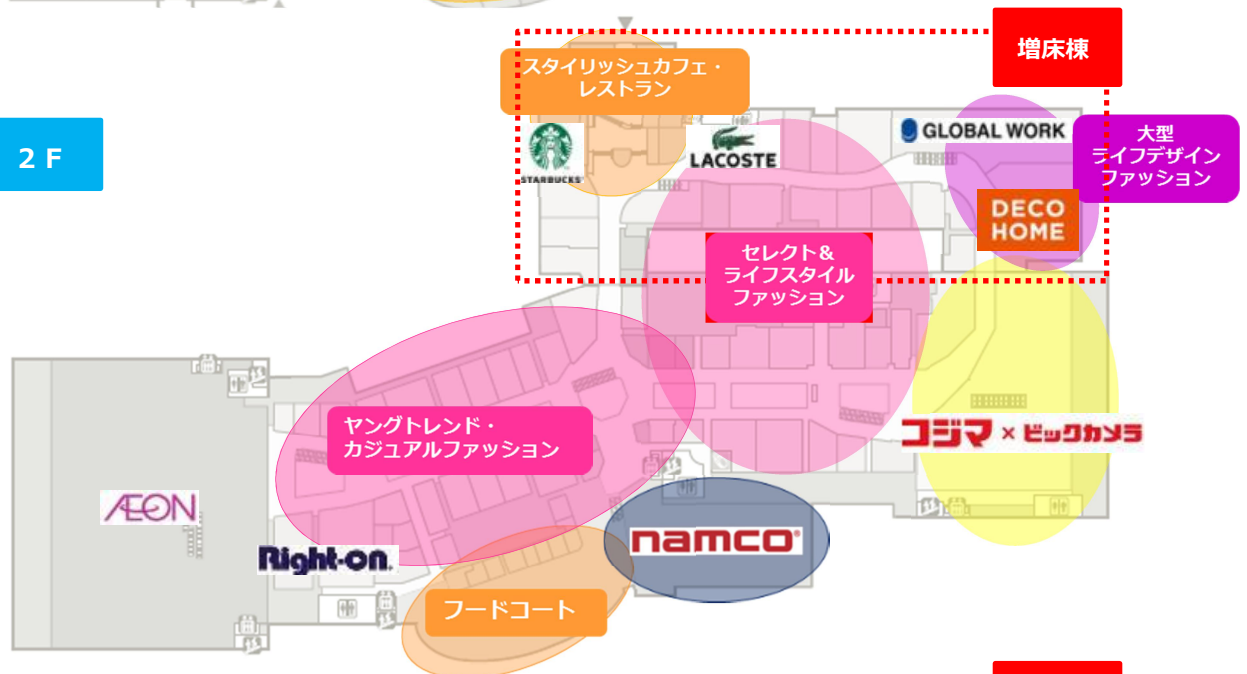 増床棟
スタイリッシュカフェ・
レストラン
2F
STARBUCKS
LACOSTE
GLOBAL WORK
大型
ライフデザイン
ファッション
DECO
HOME
セレクト&
ライフスタイル
ファッション
ヤングトレンド・
カジュアルファッション
コジマ×ビックカメラ
ÆON
namco
Right-on.
フードコート